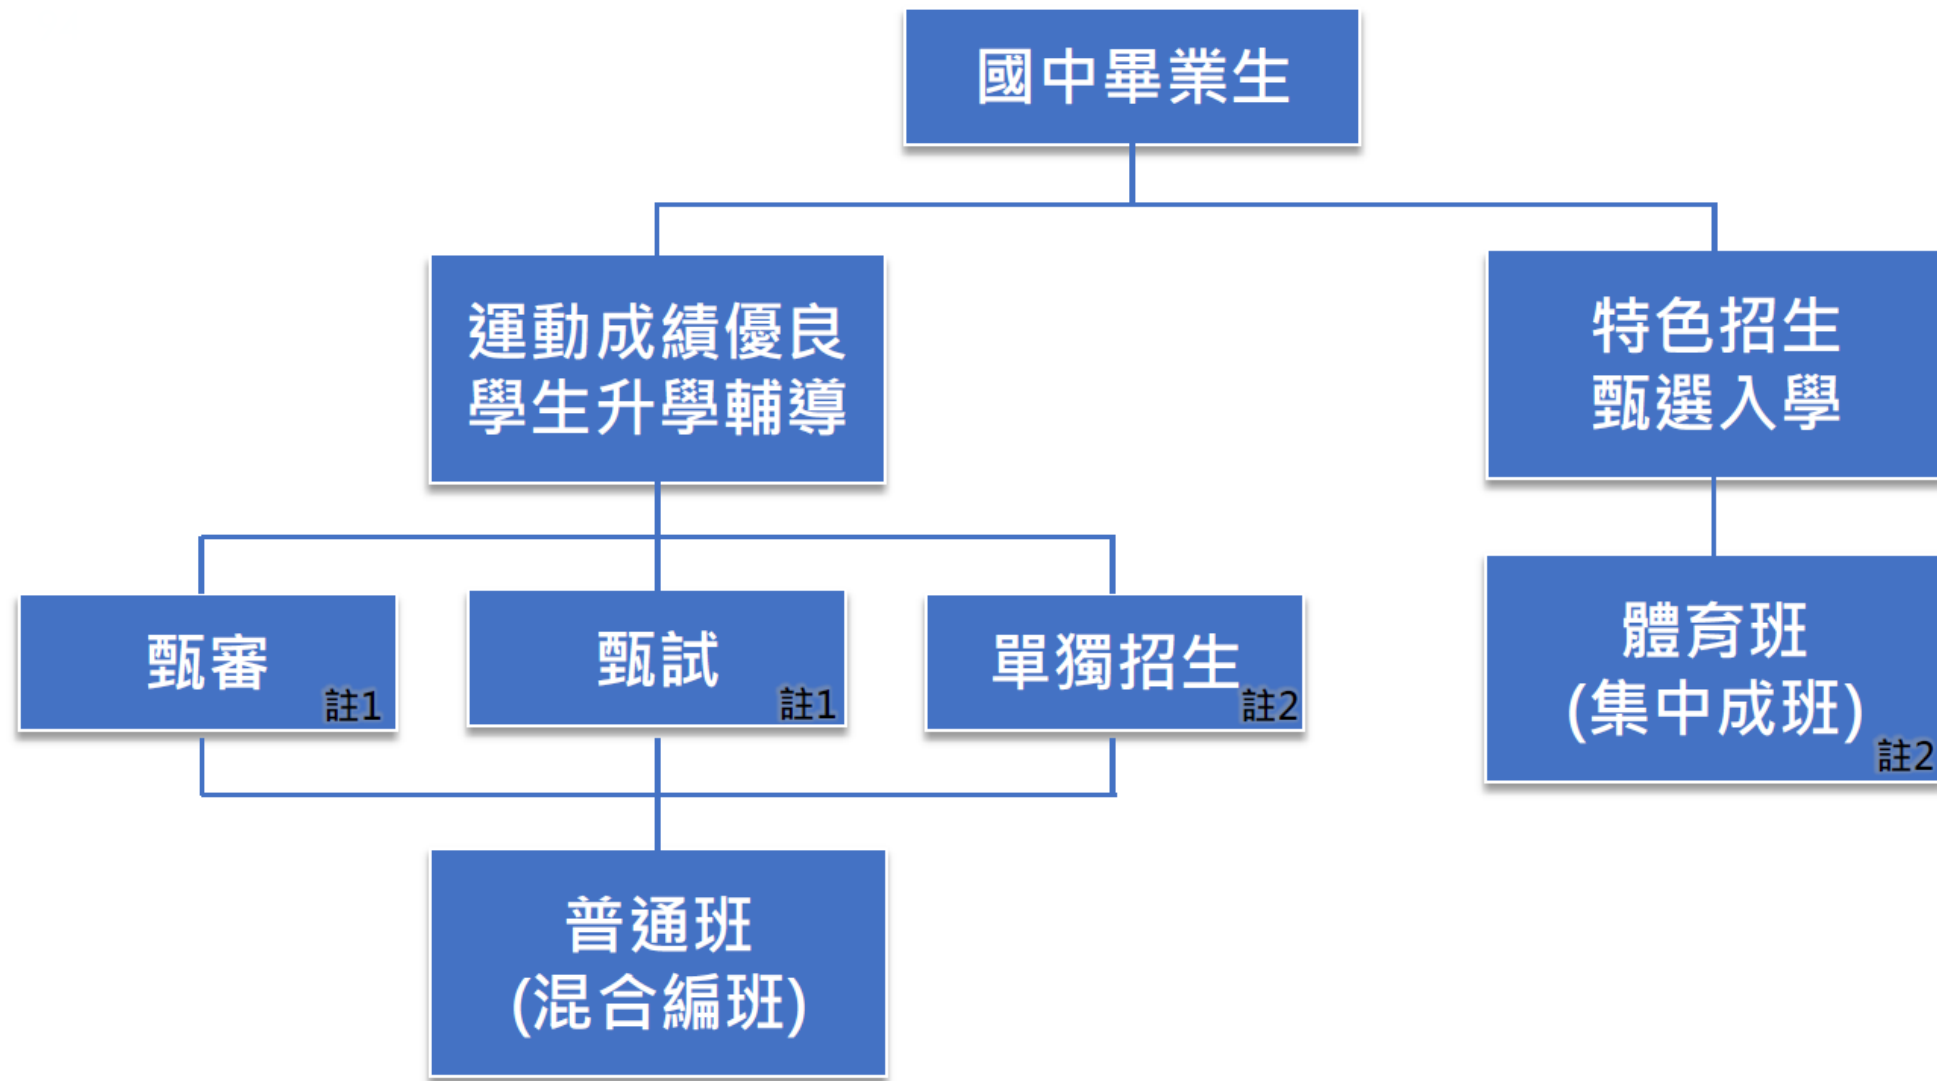 國中畢業生
運動成績優良
學生升學輔導
特色招生
甄選入學
甄審
註1
甄試
註1
單獨招生
註2
體育班
(集中成班)
註2
普通班
(混合編班)